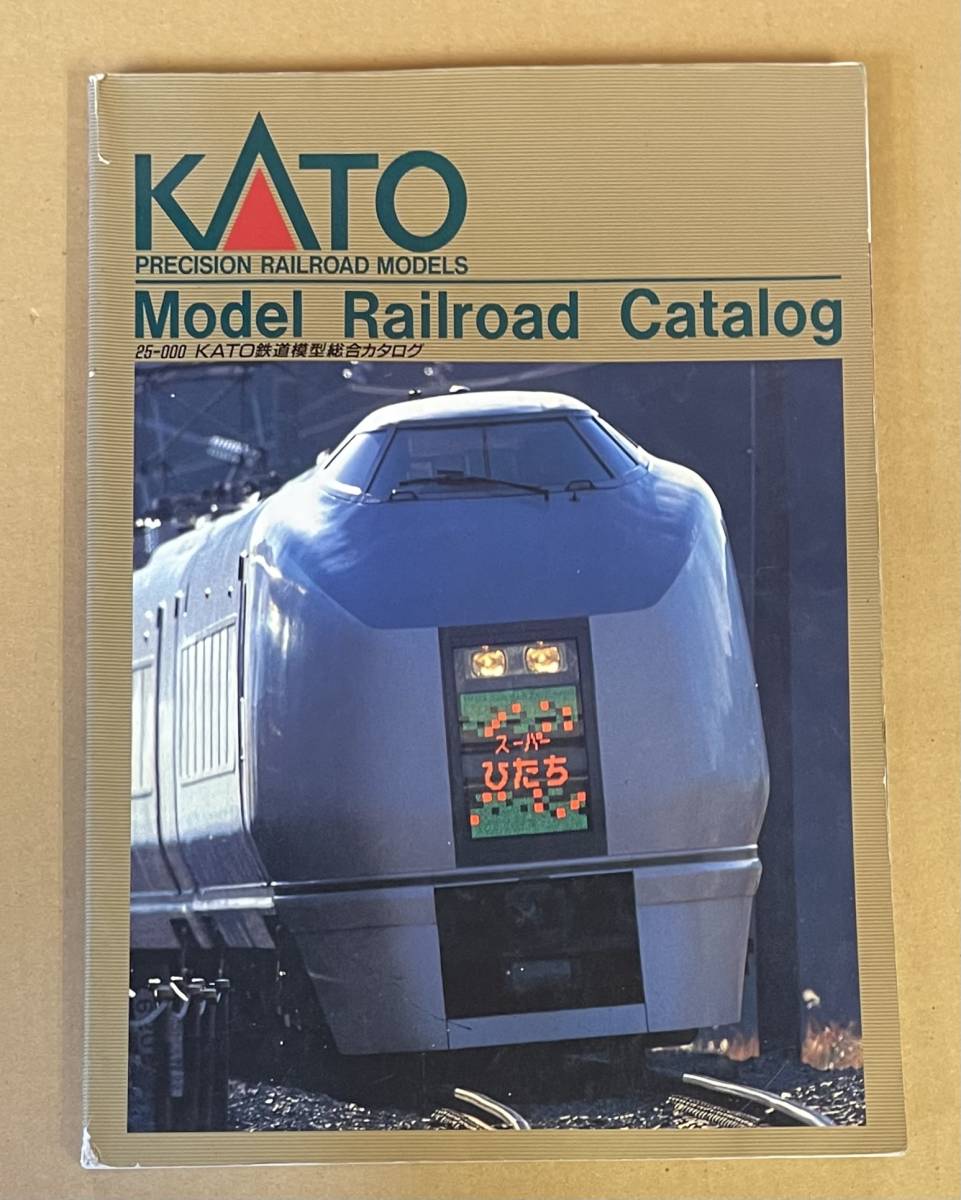 KATO
PRECISION RAILROAD MODELS
Model Railroad Catalog
25-000 KATO鉄道模型総合カタログ
スーパー
ひたち